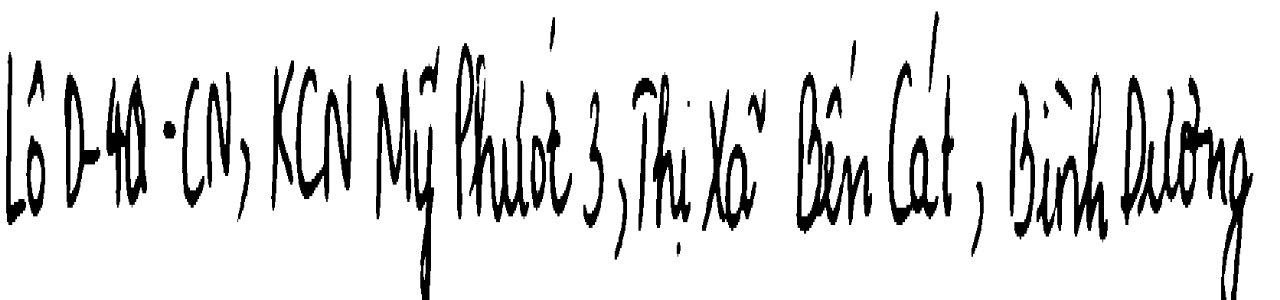 Lô D-4A-CN, KCN Mỹ Phước 3, Thị Xã Bến Cát, Bình Dương